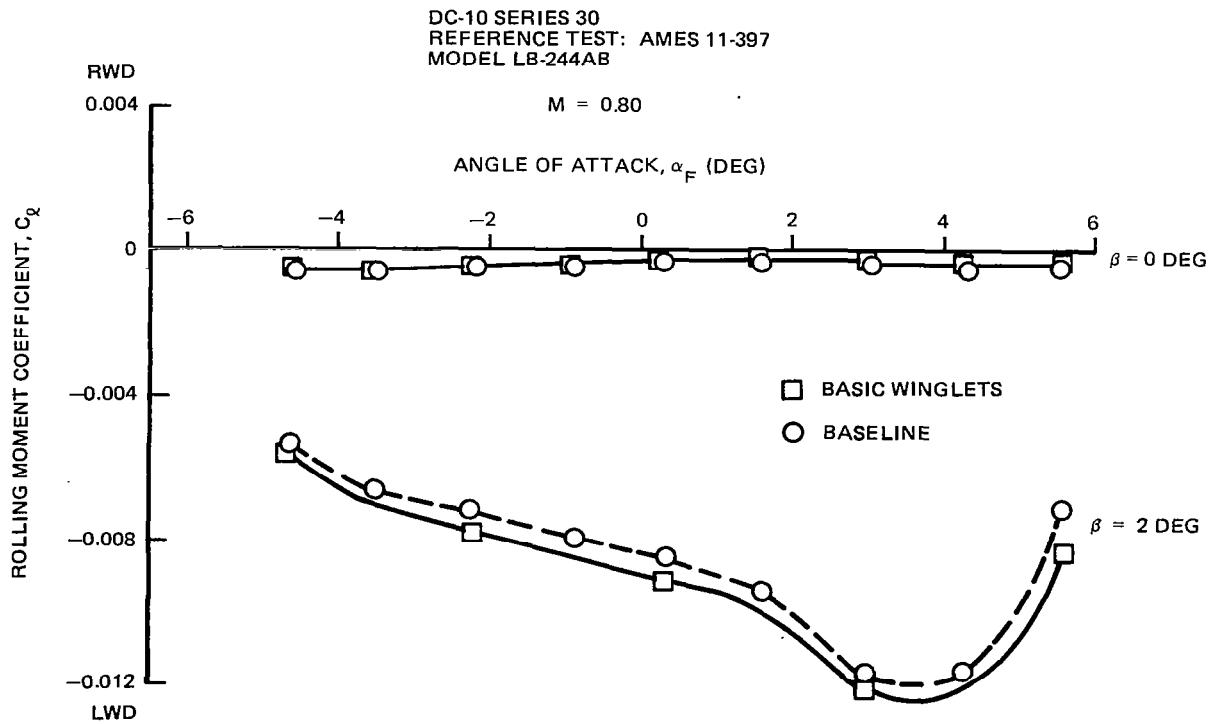 DC-10 SERIES 30
REFERENCE TEST: AMES 11-397
MODEL LB-244AB
RWD
0.004
M = 0.80
ANGLE OF ATTACK, α_F (DEG)
−6 −4 −2 0 2 4 6
0
β = 0 DEG
ROLLING MOMENT COEFFICIENT, C_ℓ
−0.004
BASIC WINGLETS
BASELINE
−0.008
β = 2 DEG
−0.012
LWD